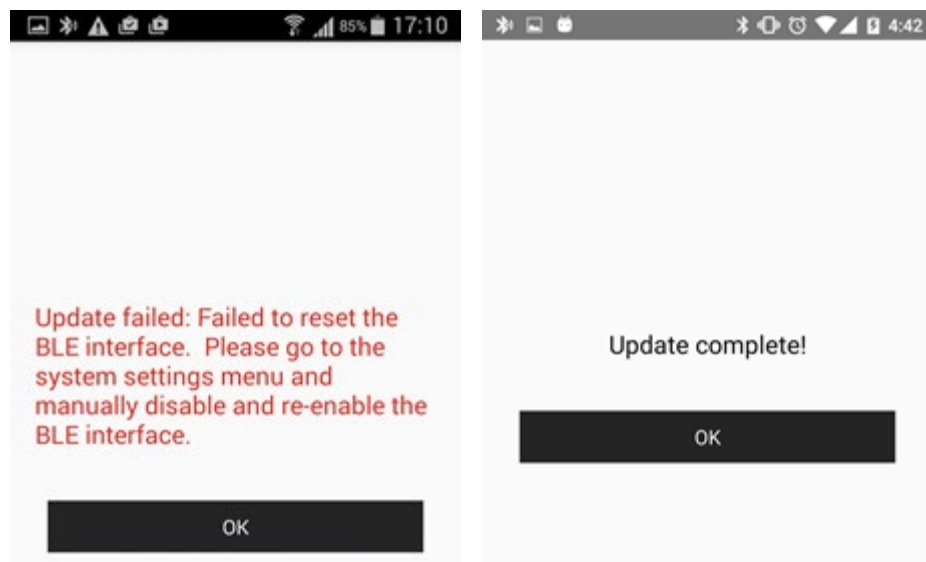 85% 17:10
Update failed: Failed to reset the
BLE interface.  Please go to the
system settings menu and
manually disable and re-enable the
BLE interface.
OK
4:42
Update complete!
OK